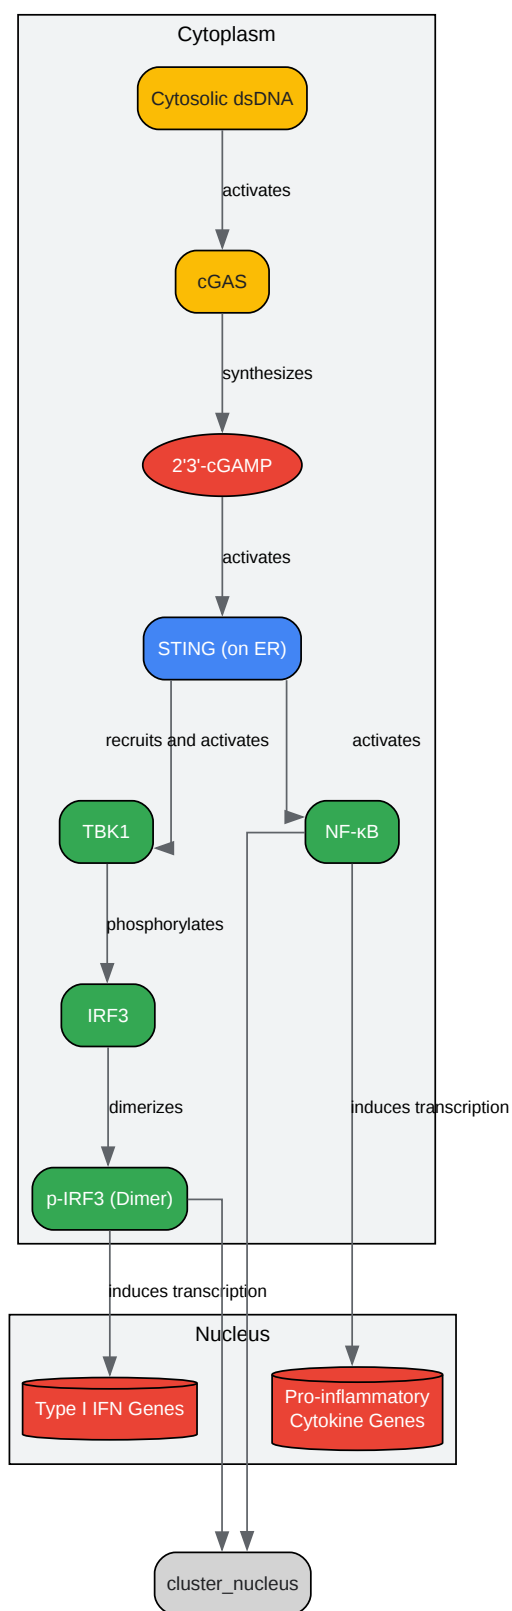 Cytoplasm
Cytosolic dsDNA
activates
cGAS
synthesizes
2'3'-cGAMP
activates
STING (on ER)
recruits and activates
activates
TBK1
NF-κB
phosphorylates
IRF3
dimerizes
induces transcription
p-IRF3 (Dimer)
induces transcription
Nucleus
Type I IFN Genes
Pro-inflammatory
Cytokine Genes
cluster_nucleus